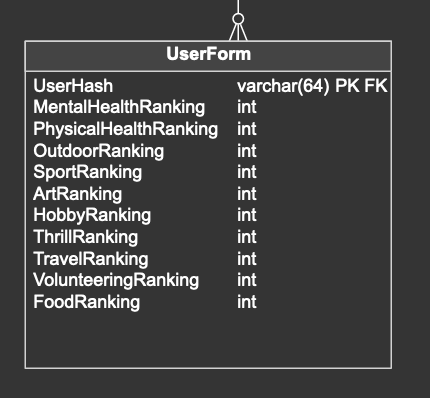 UserForm
UserHash varchar(64) PK FK
MentalHealthRanking int
PhysicalHealthRanking int
OutdoorRanking int
SportRanking int
ArtRanking int
HobbyRanking int
ThrillRanking int
TravelRanking int
VolunteeringRanking int
FoodRanking int